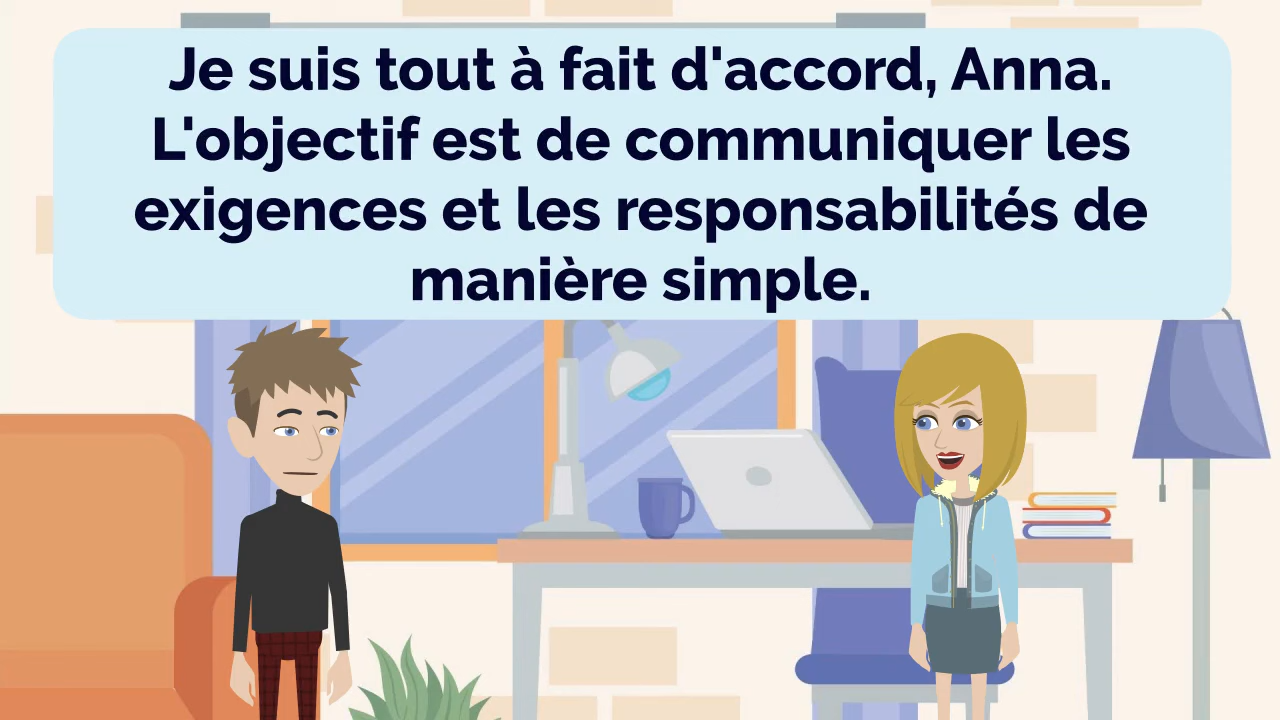 Je suis tout à fait d'accord, Anna.
L'objectif est de communiquer les
exigences et les responsabilités de
manière simple.